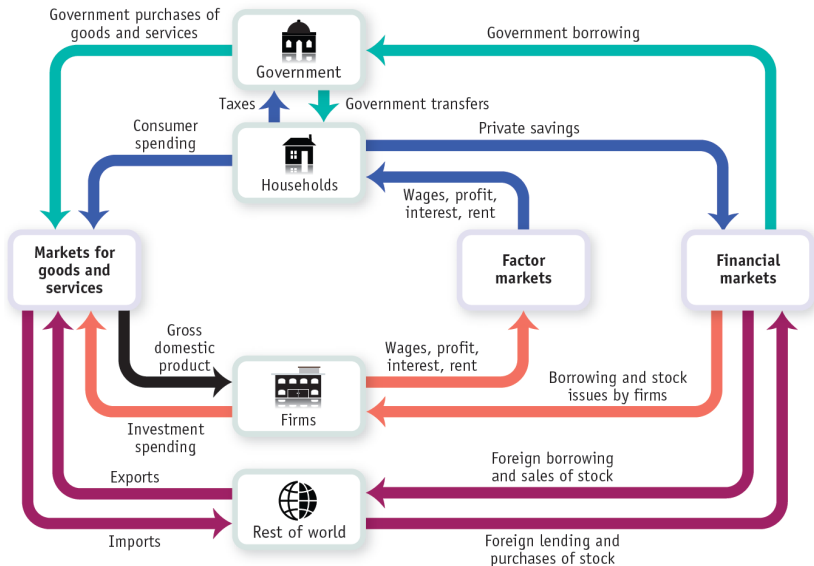 Government purchases of
goods and services
Government
Government borrowing
Taxes
Government transfers
Consumer
spending
Households
Private savings
Wages, profit,
interest, rent
Markets for
goods and
services
Factor
markets
Financial
markets
Gross
domestic
product
Wages, profit,
interest, rent
Firms
Borrowing and stock
issues by firms
Investment
spending
Exports
Foreign borrowing
and sales of stock
Rest of world
Imports
Foreign lending and
purchases of stock